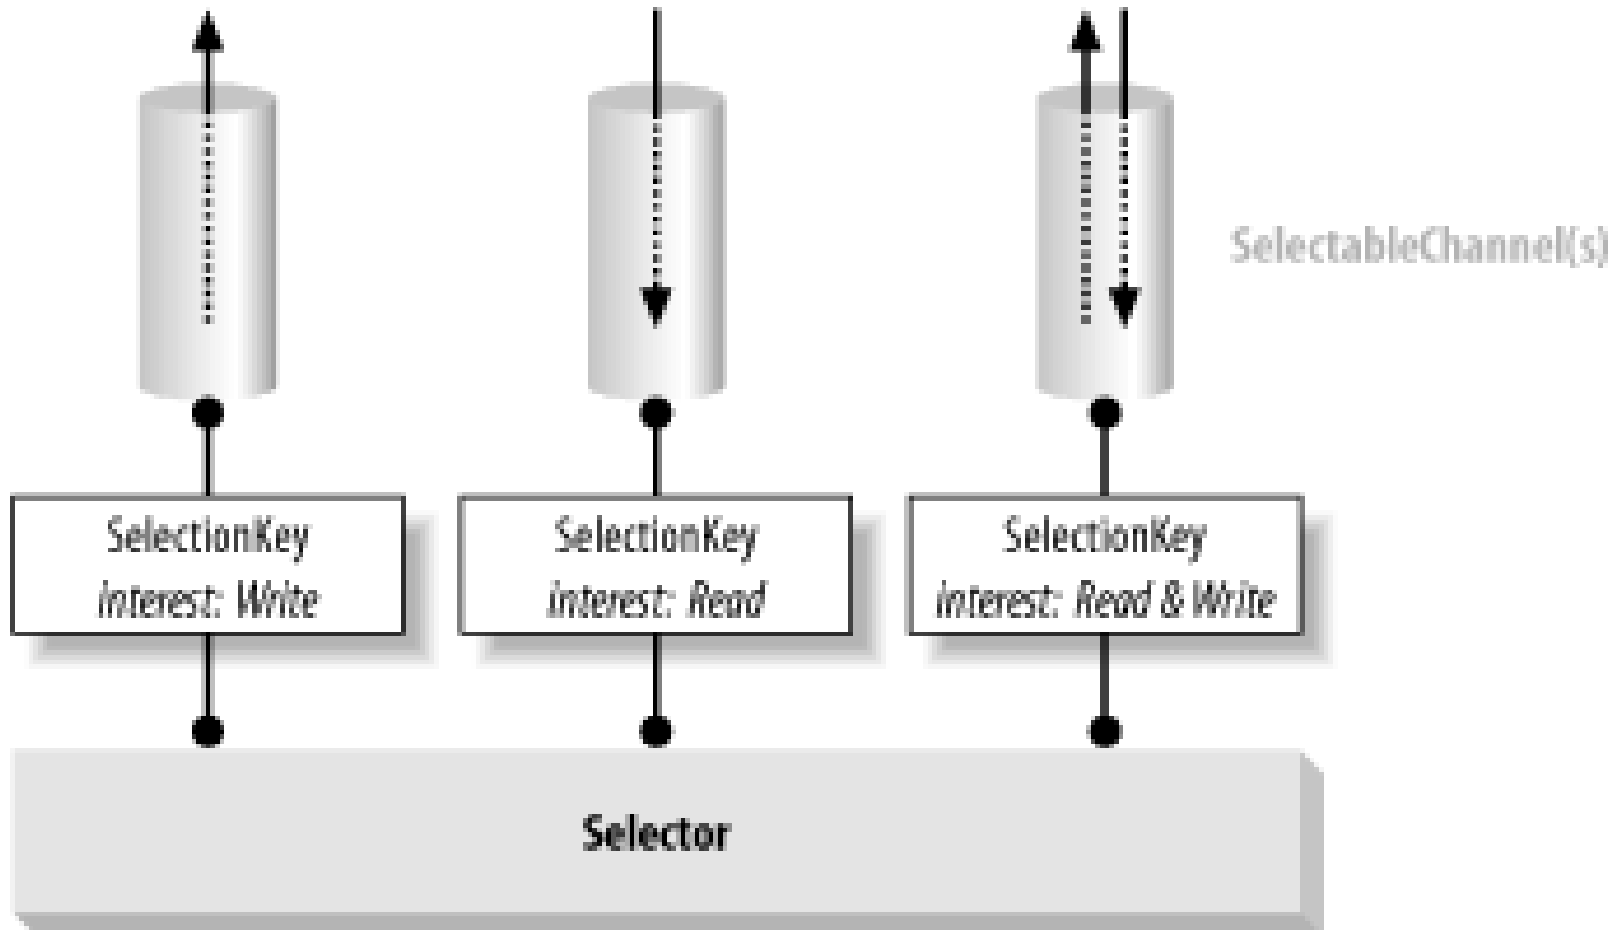 SelectableChannel(s)
SelectionKey
interest: Write
SelectionKey
interest: Read
SelectionKey
interest: Read & Write
Selector